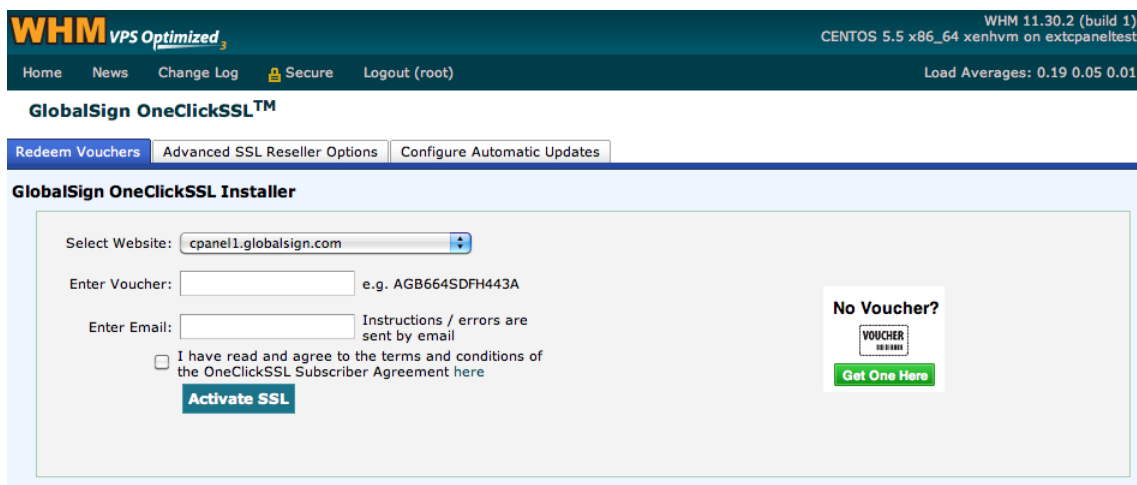 WHM VPS Optimized 3
WHM 11.30.2 (build 1)
CENTOS 5.5 x86_64 xenhvm on extcpaneltest
Home News Change Log Secure Logout (root) Load Averages: 0.19 0.05 0.01
GlobalSign OneClickSSL™
Redeem Vouchers Advanced SSL Reseller Options Configure Automatic Updates
GlobalSign OneClickSSL Installer
Select Website: cpanel1.globalsign.com
Enter Voucher: e.g. AGB664SDFH443A
Enter Email: Instructions / errors are
sent by email
I have read and agree to the terms and conditions of
the OneClickSSL Subscriber Agreement here
Activate SSL
No Voucher?
VOUCHER
Get One Here